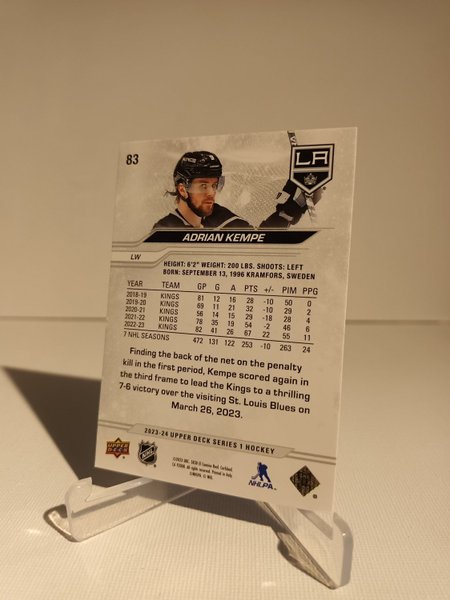 83
LA
ADRIAN KEMPE
LW
HEIGHT: 6'2" WEIGHT: 200 LBS. SHOOTS: LEFT
BORN: SEPTEMBER 13, 1996 KRAMFORS, SWEDEN
YEAR TEAM GP G A PTS +/- PIM PPG
2018-19 KINGS 81 12 16 28 -10 50 0
2019-20 KINGS 69 11 21 32 -10 29 2
2020-21 KINGS 56 14 15 29 -18 28 4
2021-22 KINGS 78 35 19 54 -2 46 6
2022-23 KINGS 82 41 26 67 22 55 11
7 NHL SEASONS 472 131 122 253 -10 263 24
Finding the back of the net on the penalty
kill in the first period, Kempe scored again in
the third frame to lead the Kings to a thrilling
7-6 victory over the visiting St. Louis Blues on
March 26, 2023.
2023-24 UPPER DECK SERIES 1 HOCKEY
UPPER DECK
NHL
NHLPA